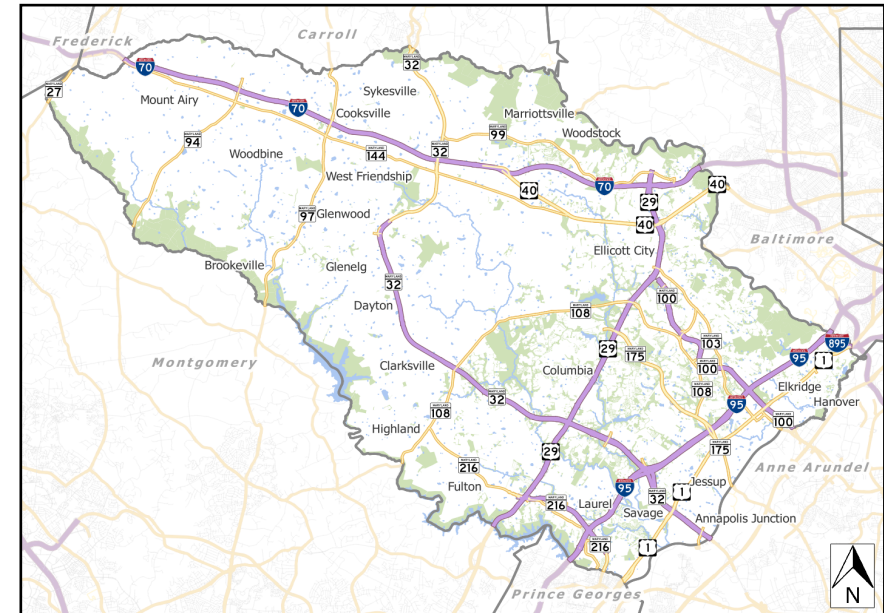 Frederick
Carroll
70
MARYLAND
32
27
Mount Airy
Sykesville
70
Cooksville
Marriottsville
94
99
Woodstock
Woodbine
144
32
West Friendship
70
40
40
29
97
Glenwood
40
Baltimore
Ellicott City
Brookeville
Glenelg
32
100
Dayton
108
103
895
29
175
95
1
Montgomery
Clarksville
Columbia
100
Elkridge
108
32
95
Hanover
108
100
Highland
29
175
Anne Arundel
216
Fulton
95
Jessup
1
216
Laurel
32
Savage
Annapolis Junction
216
1
Prince Georges
N